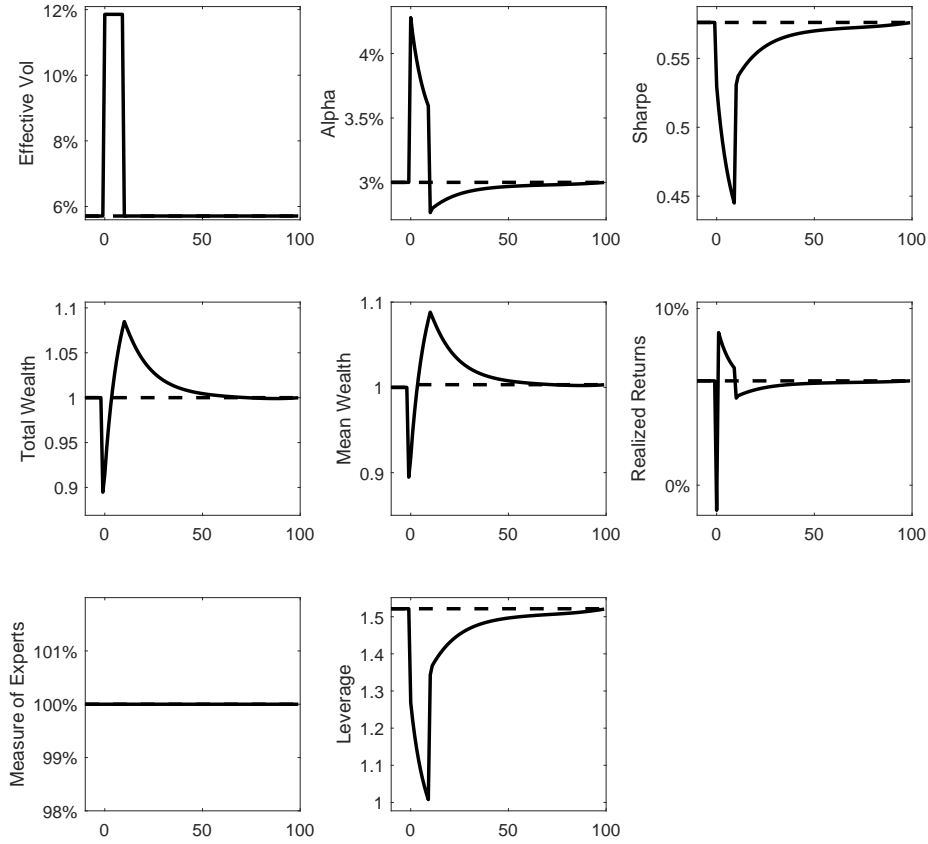 12%
10%
8%
6%
Effective Vol
0 50 100
4%
3.5%
3%
Alpha
0 50 100
0.55
0.5
0.45
Sharpe
0 50 100
1.1
1.05
1
0.95
0.9
Total Wealth
0 50 100
1.1
1
0.9
Mean Wealth
0 50 100
10%
0%
Realized Returns
0 50 100
101%
100%
99%
98%
Measure of Experts
0 50 100
1.5
1.4
1.3
1.2
1.1
1
Leverage
0 50 100